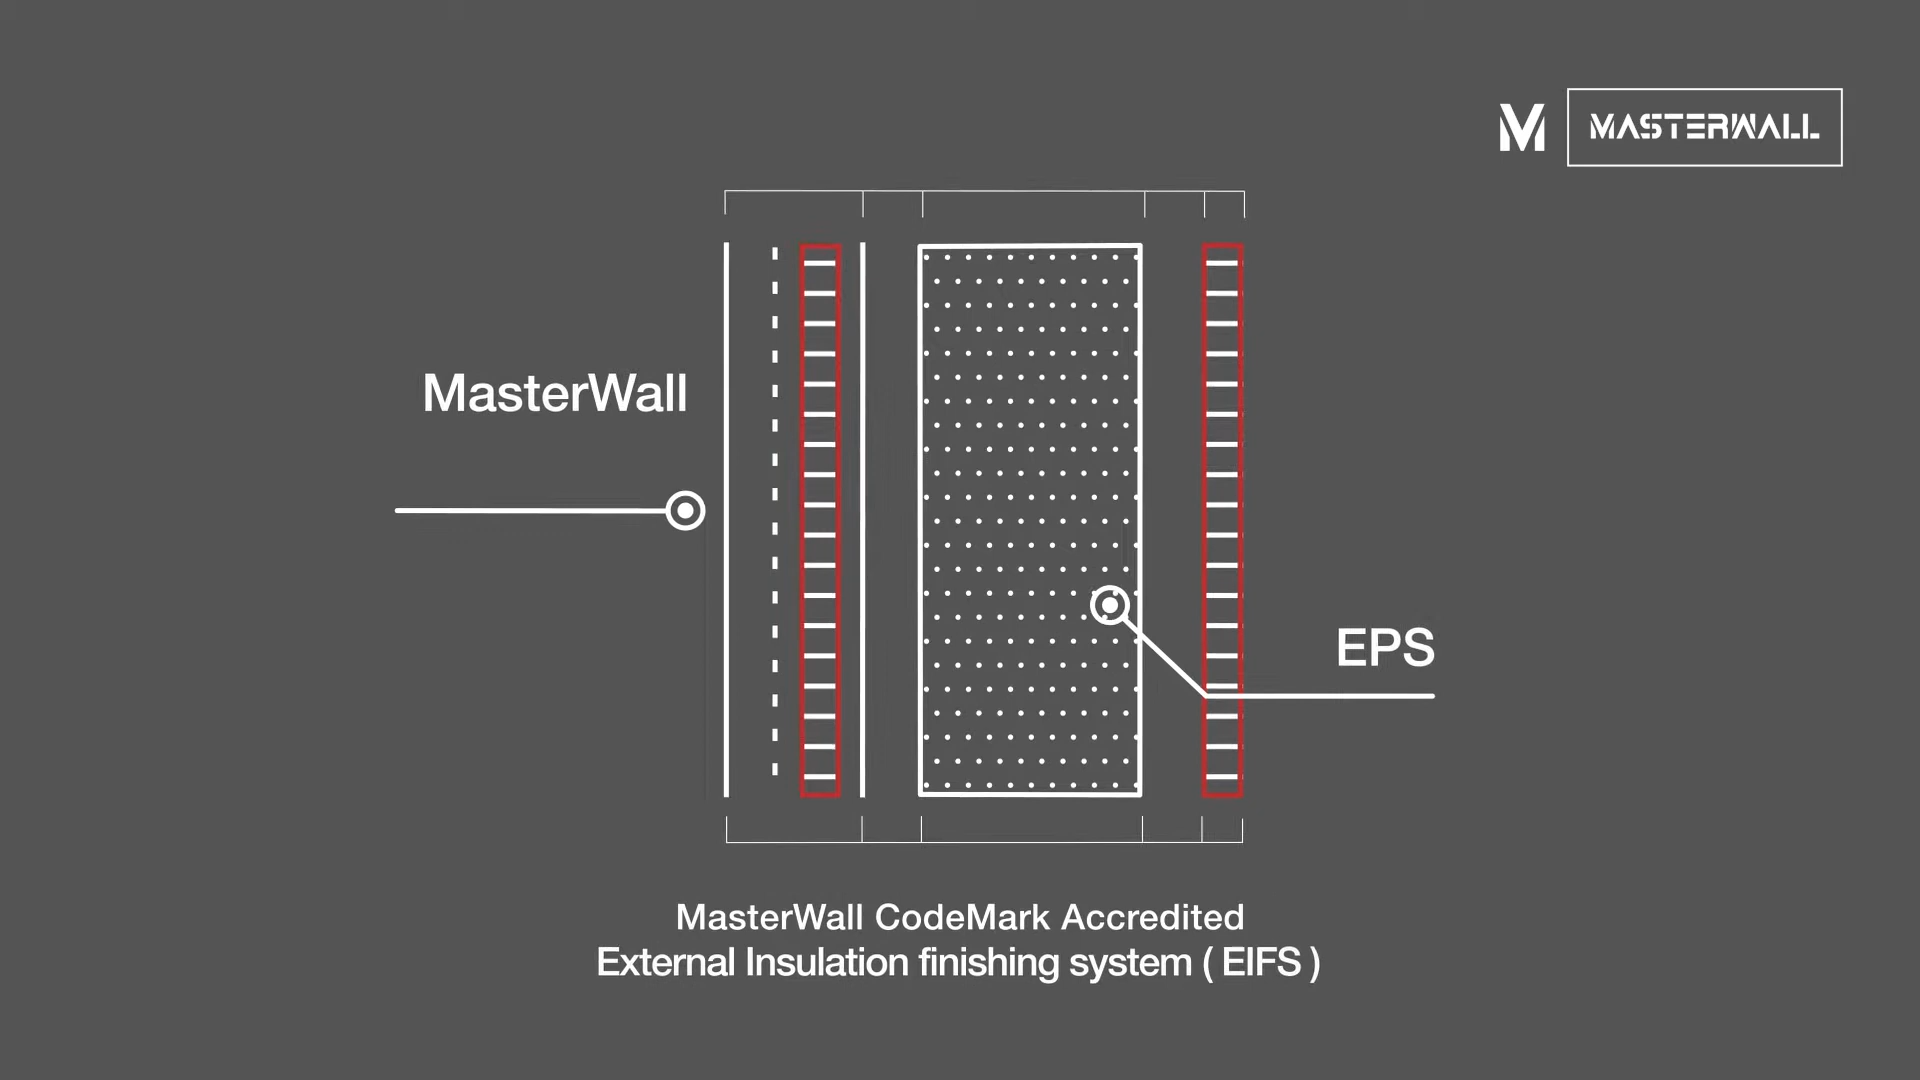 M MASTERWALL
MasterWall
EPS
MasterWall CodeMark Accredited
External Insulation finishing system ( EIFS )